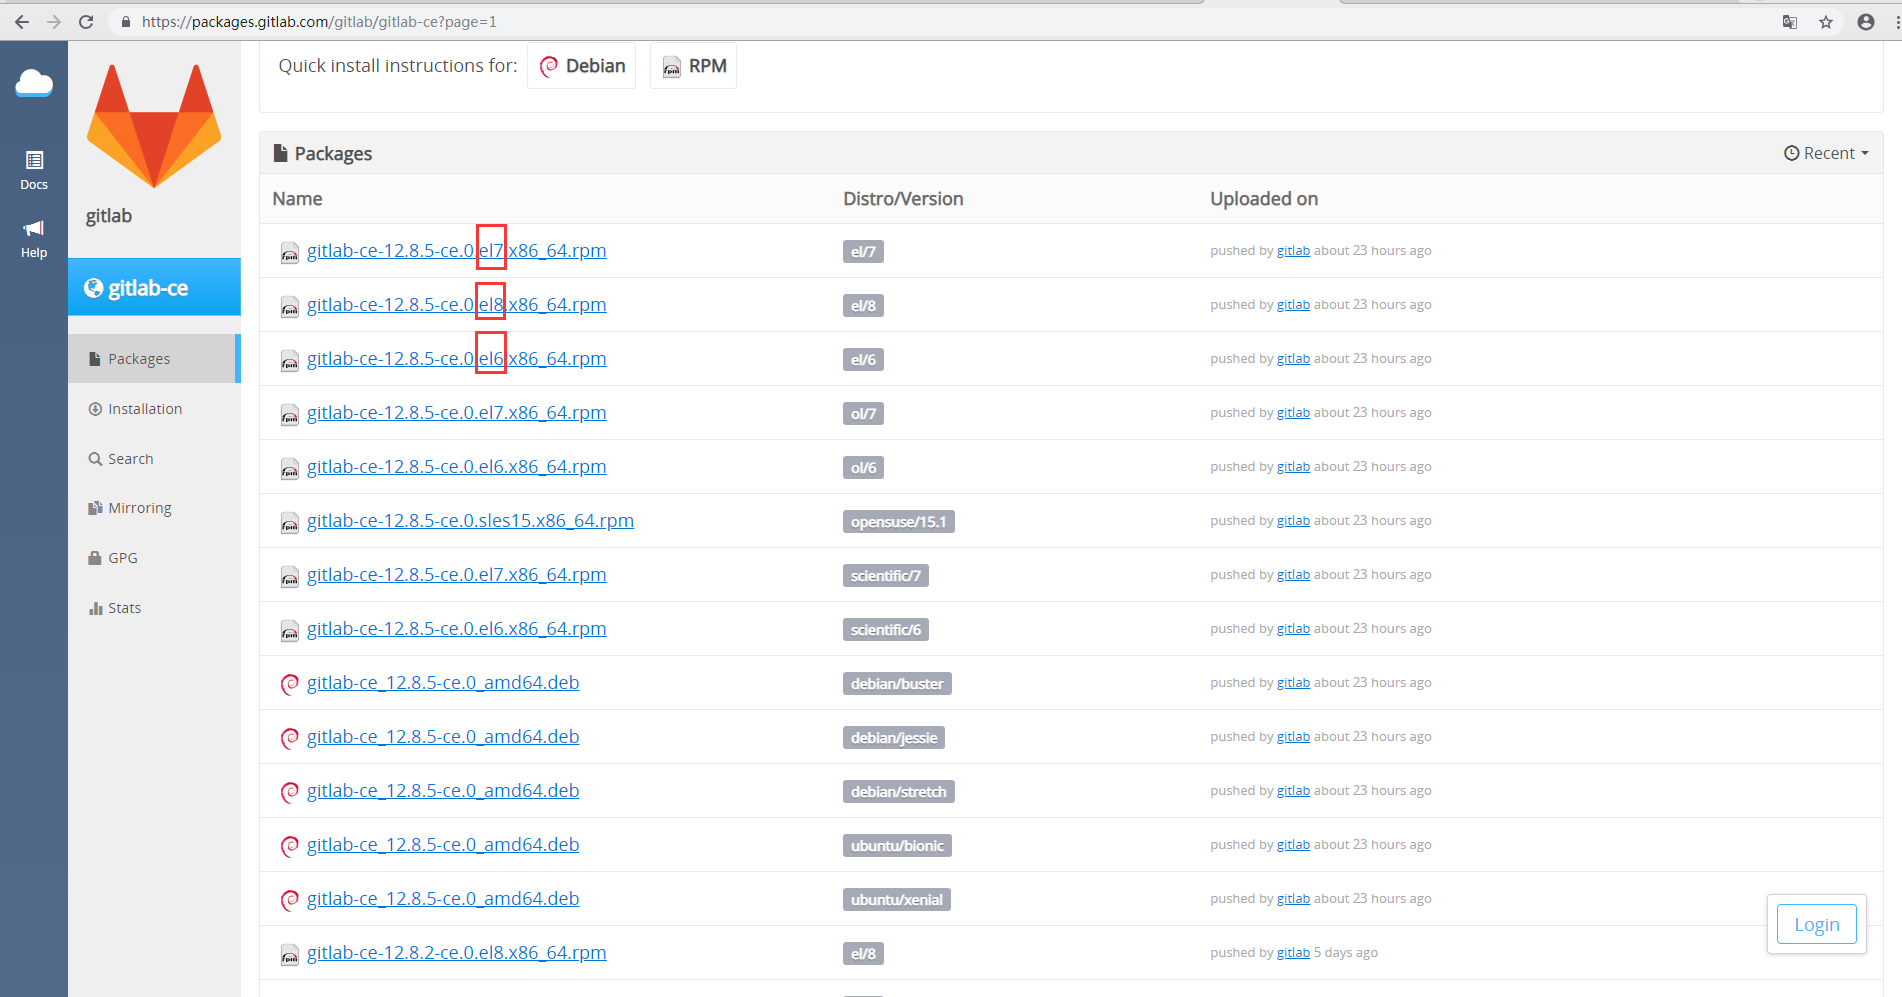 https://packages.gitlab.com/gitlab/gitlab-ce?page=1
Quick install instructions for: Debian RPM
Docs
Help
gitlab
gitlab-ce
Packages
Installation
Search
Mirroring
GPG
Stats
Packages Recent
Name Distro/Version Uploaded on
gitlab-ce-12.8.5-ce.0.el7.x86_64.rpm el/7 pushed by gitlab about 23 hours ago
gitlab-ce-12.8.5-ce.0.el8.x86_64.rpm el/8 pushed by gitlab about 23 hours ago
gitlab-ce-12.8.5-ce.0.el6.x86_64.rpm el/6 pushed by gitlab about 23 hours ago
gitlab-ce-12.8.5-ce.0.el7.x86_64.rpm ol/7 pushed by gitlab about 23 hours ago
gitlab-ce-12.8.5-ce.0.el6.x86_64.rpm ol/6 pushed by gitlab about 23 hours ago
gitlab-ce-12.8.5-ce.0.sles15.x86_64.rpm opensuse/15.1 pushed by gitlab about 23 hours ago
gitlab-ce-12.8.5-ce.0.el7.x86_64.rpm scientific/7 pushed by gitlab about 23 hours ago
gitlab-ce-12.8.5-ce.0.el6.x86_64.rpm scientific/6 pushed by gitlab about 23 hours ago
gitlab-ce_12.8.5-ce.0_amd64.deb debian/buster pushed by gitlab about 23 hours ago
gitlab-ce_12.8.5-ce.0_amd64.deb debian/jessie pushed by gitlab about 23 hours ago
gitlab-ce_12.8.5-ce.0_amd64.deb debian/stretch pushed by gitlab about 23 hours ago
gitlab-ce_12.8.5-ce.0_amd64.deb ubuntu/bionic pushed by gitlab about 23 hours ago
gitlab-ce_12.8.5-ce.0_amd64.deb ubuntu/xenial pushed by gitlab about 23 hours ago
gitlab-ce-12.8.2-ce.0.el8.x86_64.rpm el/8 pushed by gitlab 5 days ago
Login